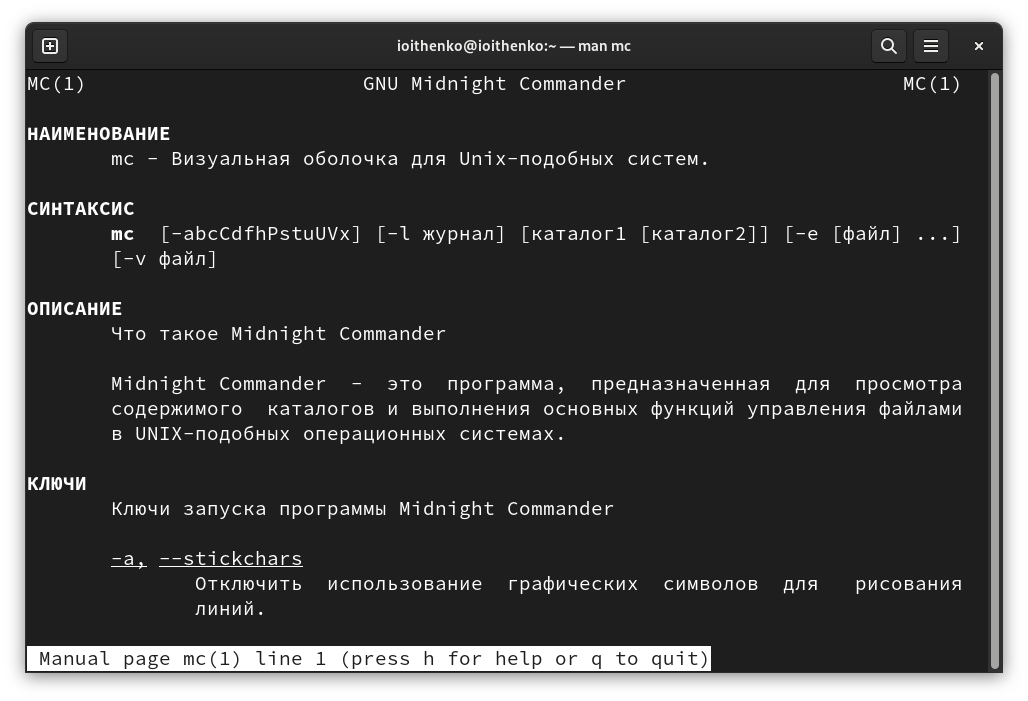 ioithenko@ioithenko:~ — man mc
MC(1) GNU Midnight Commander MC(1)
НАИМЕНОВАНИЕ
mc - Визуальная оболочка для Unix-подобных систем.
СИНТАКСИС
mc [-abcCdfhPstuUVx] [-l журнал] [каталог1 [каталог2]] [-e [файл] ...]
[-v файл]
ОПИСАНИЕ
Что такое Midnight Commander
Midnight Commander - это программа, предназначенная для просмотра
содержимого каталогов и выполнения основных функций управления файлами
в UNIX-подобных операционных системах.
КЛЮЧИ
Ключи запуска программы Midnight Commander
-a, --stickchars
Отключить использование графических символов для рисования
линий.
Manual page mc(1) line 1 (press h for help or q to quit)